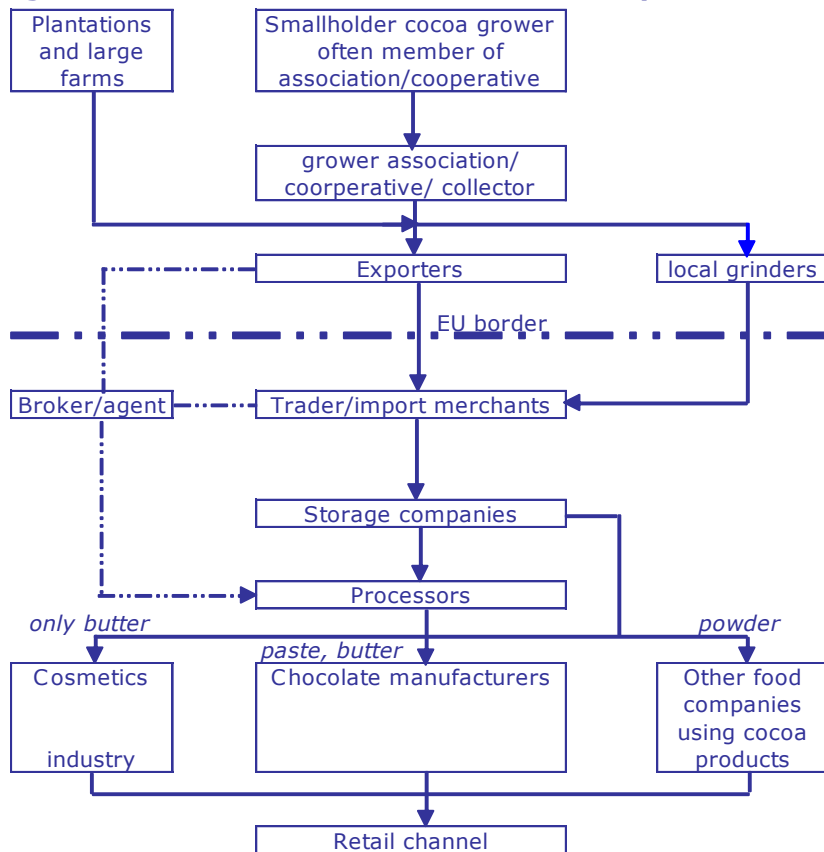 Plantations
and large
farms
Smallholder cocoa grower
often member of
association/cooperative
grower association/
coorperative/ collector
Exporters
local grinders
EU border
Broker/agent
Trader/import merchants
Storage companies
Processors
only butter
paste, butter
powder
Cosmetics
industry
Chocolate manufacturers
Other food
companies
using cocoa
products
Retail channel